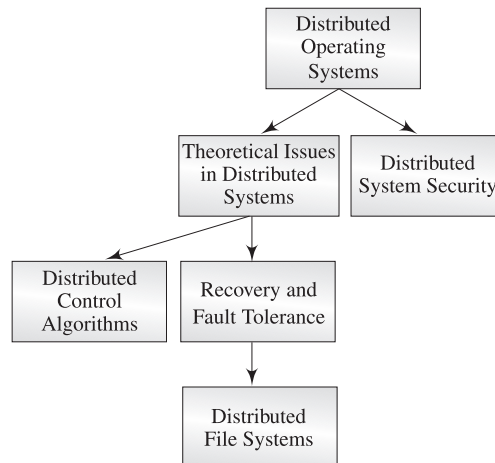 Distributed
Operating
Systems
Theoretical Issues
in Distributed
Systems
Distributed
System Security
Distributed
Control
Algorithms
Recovery and
Fault Tolerance
Distributed
File Systems